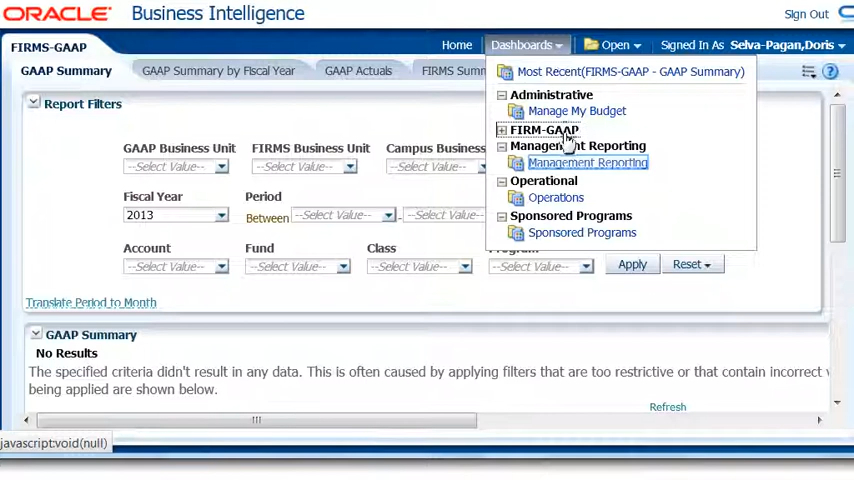 ORACLE Business Intelligence Sign Out
FIRMS-GAAP Home Dashboards Open Signed In As Selva-Pagan,Doris
GAAP Summary GAAP Summary by Fiscal Year GAAP Actuals FIRMS Summ
Most Recent(FIRMS-GAAP - GAAP Summary)
Administrative
Manage My Budget
FIRM-GAAP
Management Reporting
Management Reporting
Operational
Operations
Sponsored Programs
Sponsored Programs
Report Filters
GAAP Business Unit FIRMS Business Unit Campus Business
--Select Value-- --Select Value-- --Select Value--
Fiscal Year Period
2013 Between --Select Value-- - --Select
Account Fund Class Program
--Select Value-- --Select Value-- --Select Value-- --Select Value-- Apply Reset
Translate Period to Month
GAAP Summary
No Results
The specified criteria didn't result in any data. This is often caused by applying filters that are too restrictive or that contain incorrect v
being applied are shown below.
Refresh
javascript:void(null)